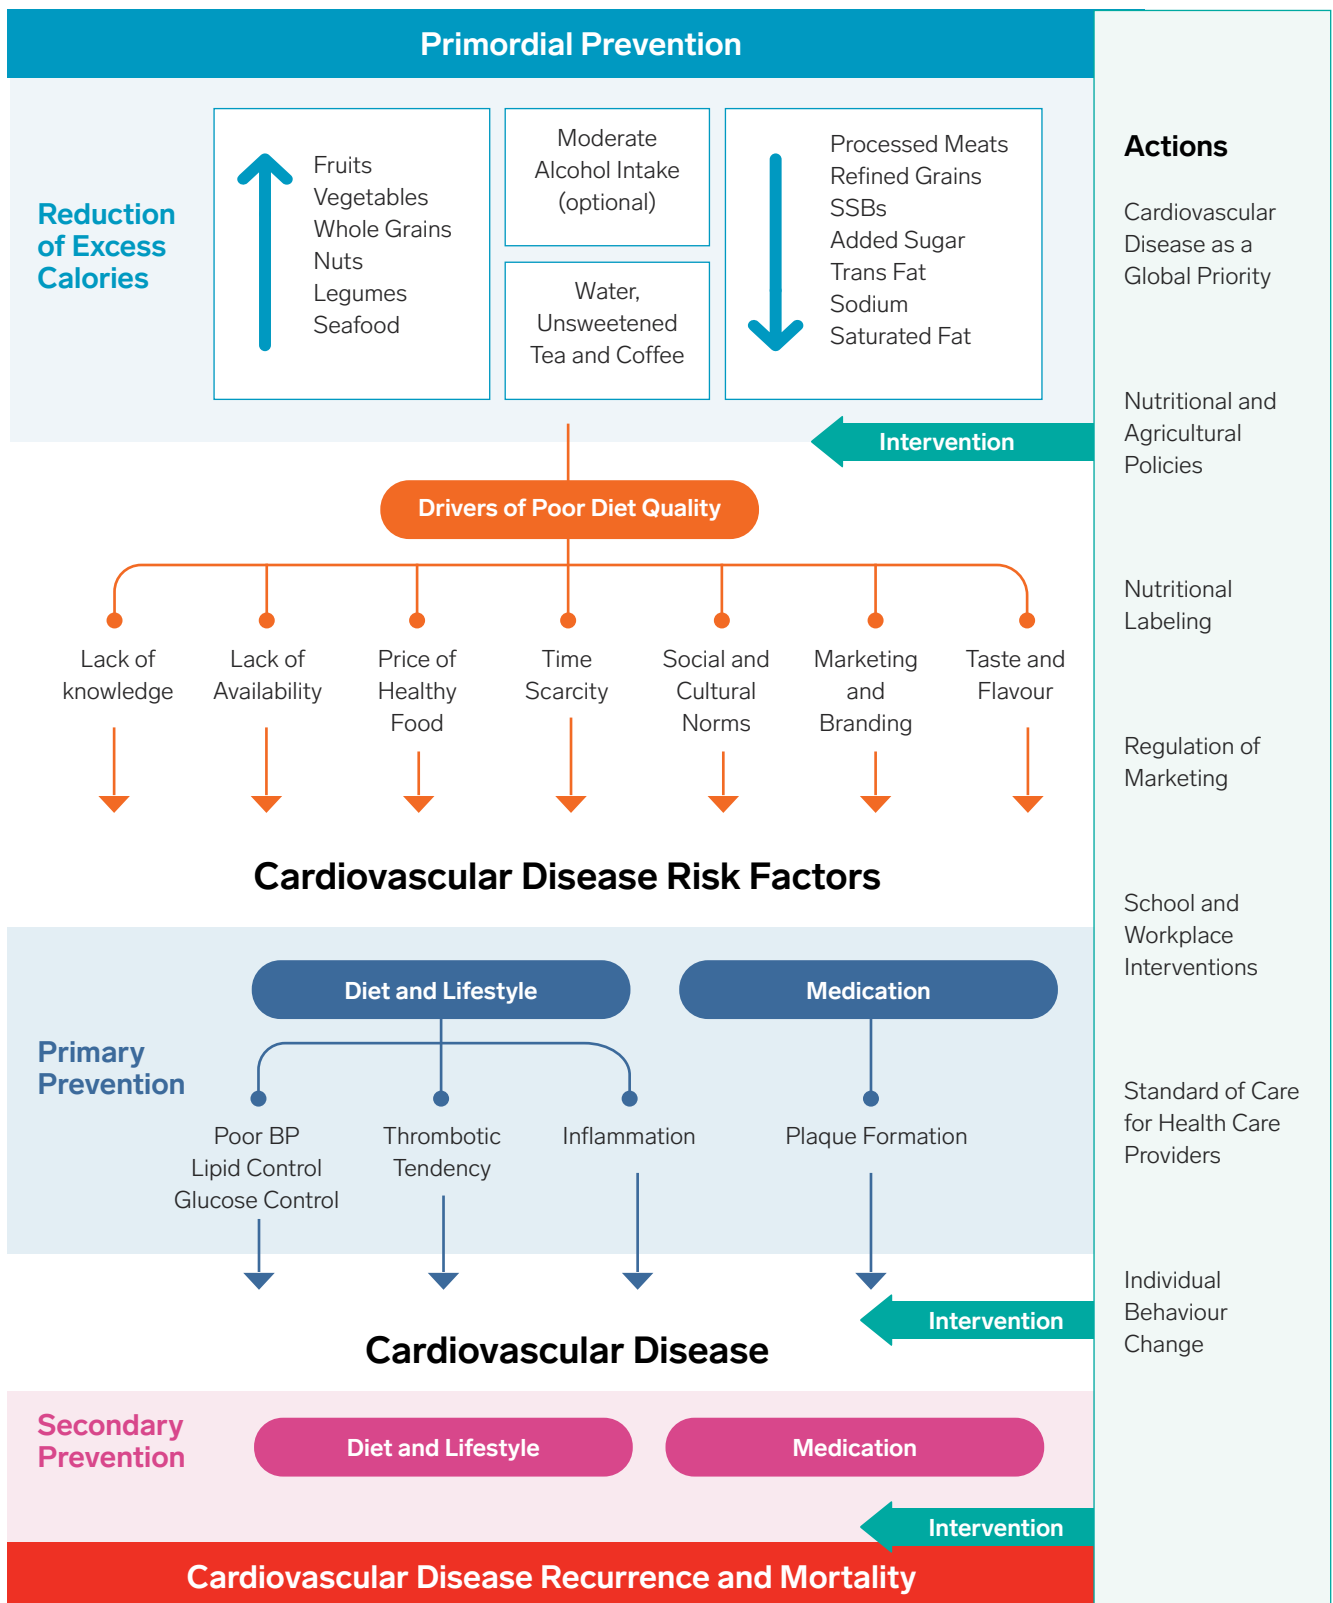 Primordial Prevention
Reduction
of Excess
Calories
Fruits
Vegetables
Whole Grains
Nuts
Legumes
Seafood
Moderate
Alcohol Intake
(optional)
Water,
Unsweetened
Tea and Coffee
Processed Meats
Refined Grains
SSBs
Added Sugar
Trans Fat
Sodium
Saturated Fat
Intervention
Drivers of Poor Diet Quality
Lack of
knowledge
Lack of
Availability
Price of
Healthy
Food
Time
Scarcity
Social and
Cultural
Norms
Marketing
and
Branding
Taste and
Flavour
Cardiovascular Disease Risk Factors
Primary
Prevention
Diet and Lifestyle
Medication
Poor BP
Lipid Control
Glucose Control
Thrombotic
Tendency
Inflammation
Plaque Formation
Intervention
Cardiovascular Disease
Secondary
Prevention
Diet and Lifestyle
Medication
Intervention
Cardiovascular Disease Recurrence and Mortality
Actions
Cardiovascular
Disease as a
Global Priority
Nutritional and
Agricultural
Policies
Nutritional
Labeling
Regulation of
Marketing
School and
Workplace
Interventions
Standard of Care
for Health Care
Providers
Individual
Behaviour
Change